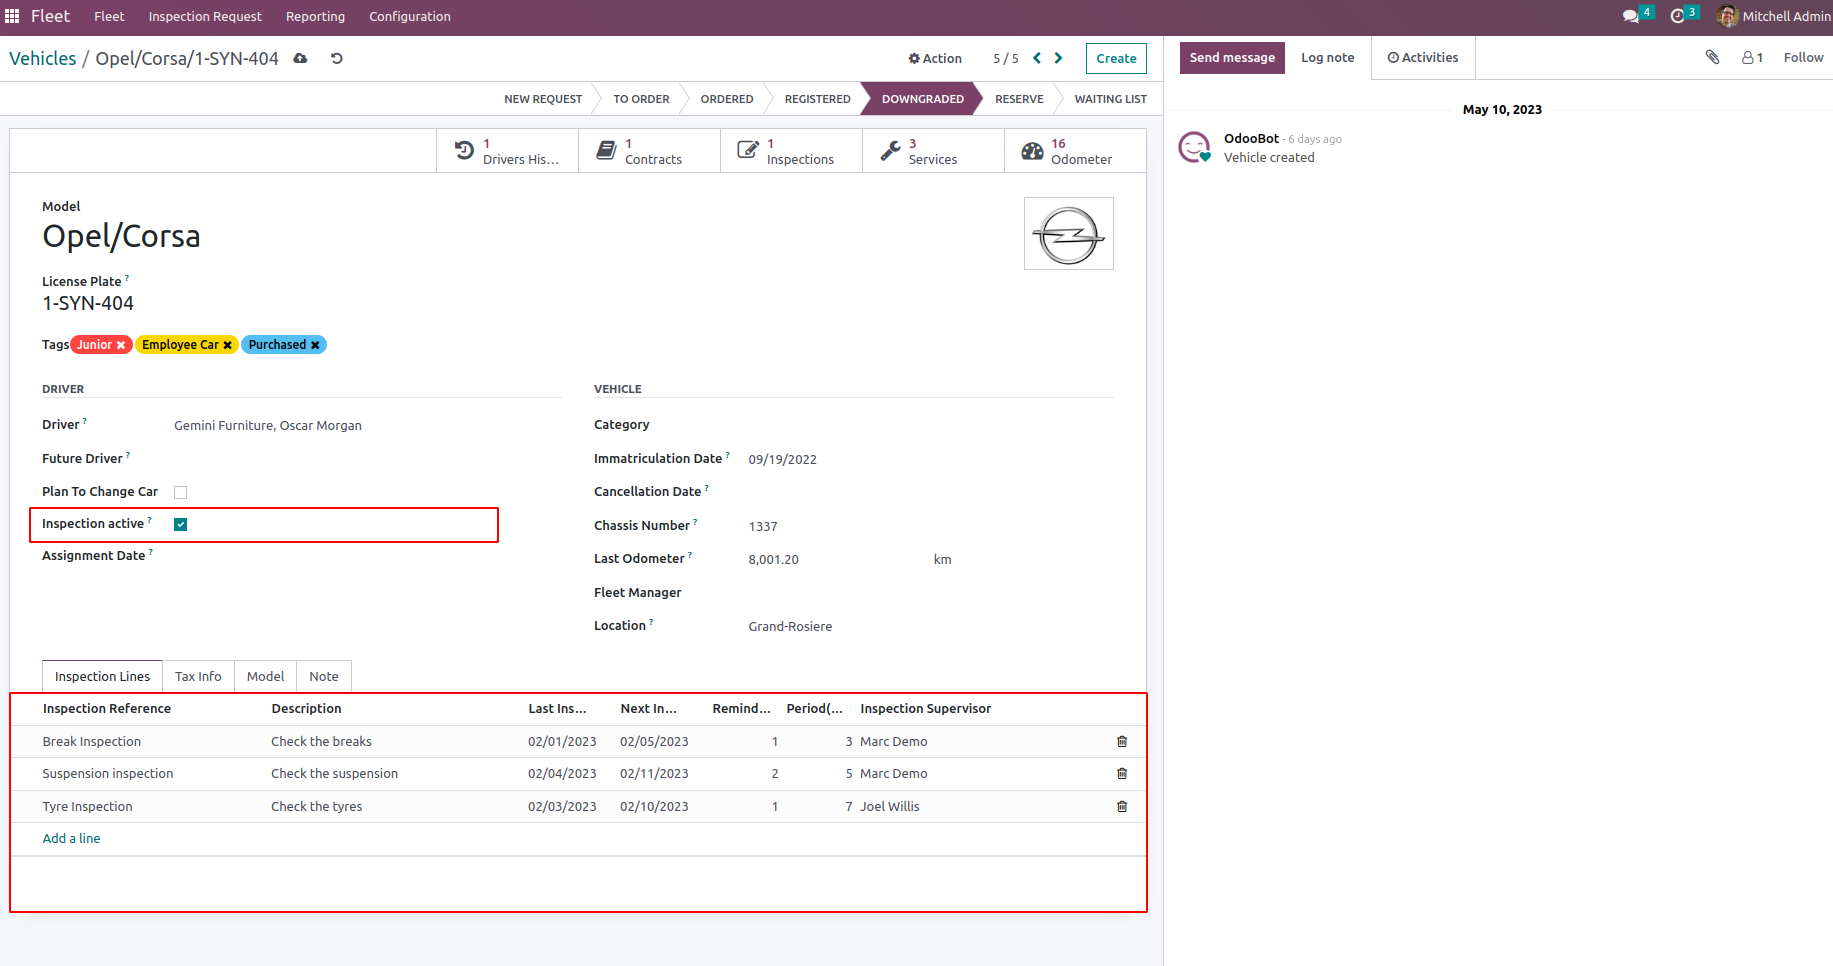 Fleet Fleet Inspection Request Reporting Configuration 4 3 Mitchell Admin
Vehicles / Opel/Corsa/1-SYN-404 Action 5 / 5 Create
Send message Log note Activities 1 Follow
NEW REQUEST TO ORDER ORDERED REGISTERED DOWNGRADED RESERVE WAITING LIST
May 10, 2023
OdooBot - 6 days ago
Vehicle created
1 Drivers His...
1 Contracts
1 Inspections
3 Services
16 Odometer
Model
Opel/Corsa
License Plate ?
1-SYN-404
Tags Junior Employee Car Purchased
DRIVER
Driver ? Gemini Furniture, Oscar Morgan
Future Driver ?
Plan To Change Car
Inspection active ?
Assignment Date ?
VEHICLE
Category
Immatriculation Date ? 09/19/2022
Cancellation Date ?
Chassis Number ? 1337
Last Odometer ? 8,001.20 km
Fleet Manager
Location ? Grand-Rosiere
Inspection Lines Tax Info Model Note
Inspection Reference Description Last Ins... Next In... Remind... Period(... Inspection Supervisor
Break Inspection Check the breaks 02/01/2023 02/05/2023 1 3 Marc Demo
Suspension inspection Check the suspension 02/04/2023 02/11/2023 2 5 Marc Demo
Tyre Inspection Check the tyres 02/03/2023 02/10/2023 1 7 Joel Willis
Add a line